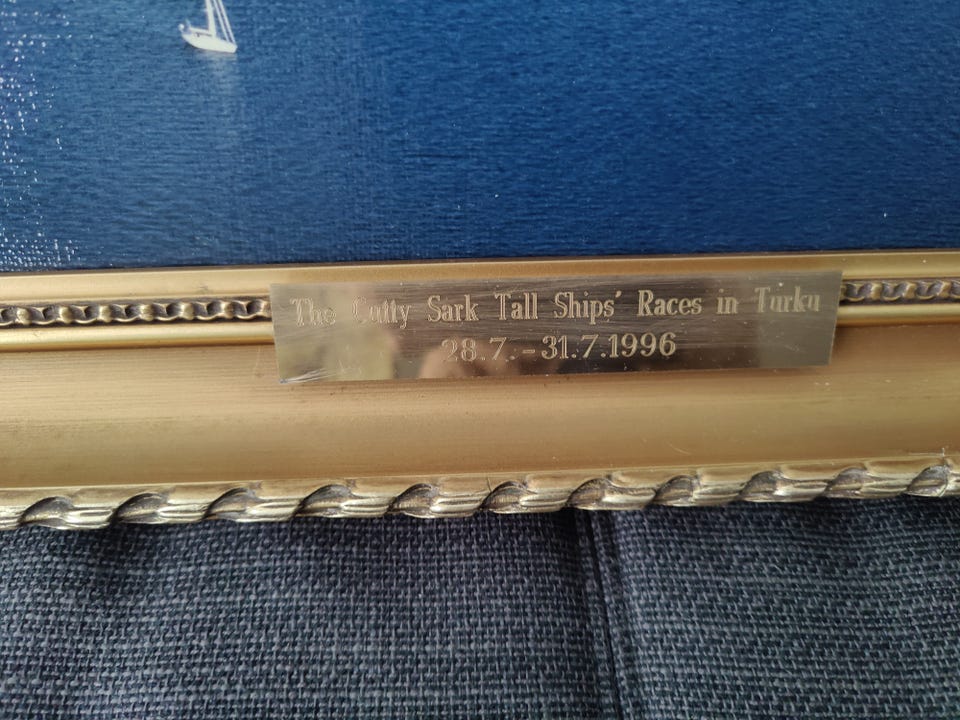 The Cutty Sark Tall Ships' Races in Turku
28.7.-31.7.1996